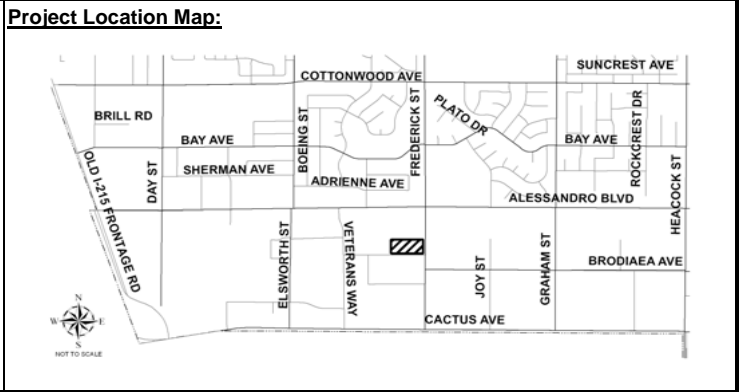 Project Location Map:
SUNCREST AVE
COTTONWOOD AVE
BRILL RD
BOEING ST
FREDERICK ST
PLATO DR
ROCKCREST DR
BAY AVE
BAY AVE
OLD I-215 FRONTAGE RD
DAY ST
SHERMAN AVE
ADRIENNE AVE
ALESSANDRO BLVD
HEACOCK ST
ELSWORTH ST
VETERANS WAY
JOY ST
GRAHAM ST
BRODIAEA AVE
CACTUS AVE
N
W E
S
NOT TO SCALE